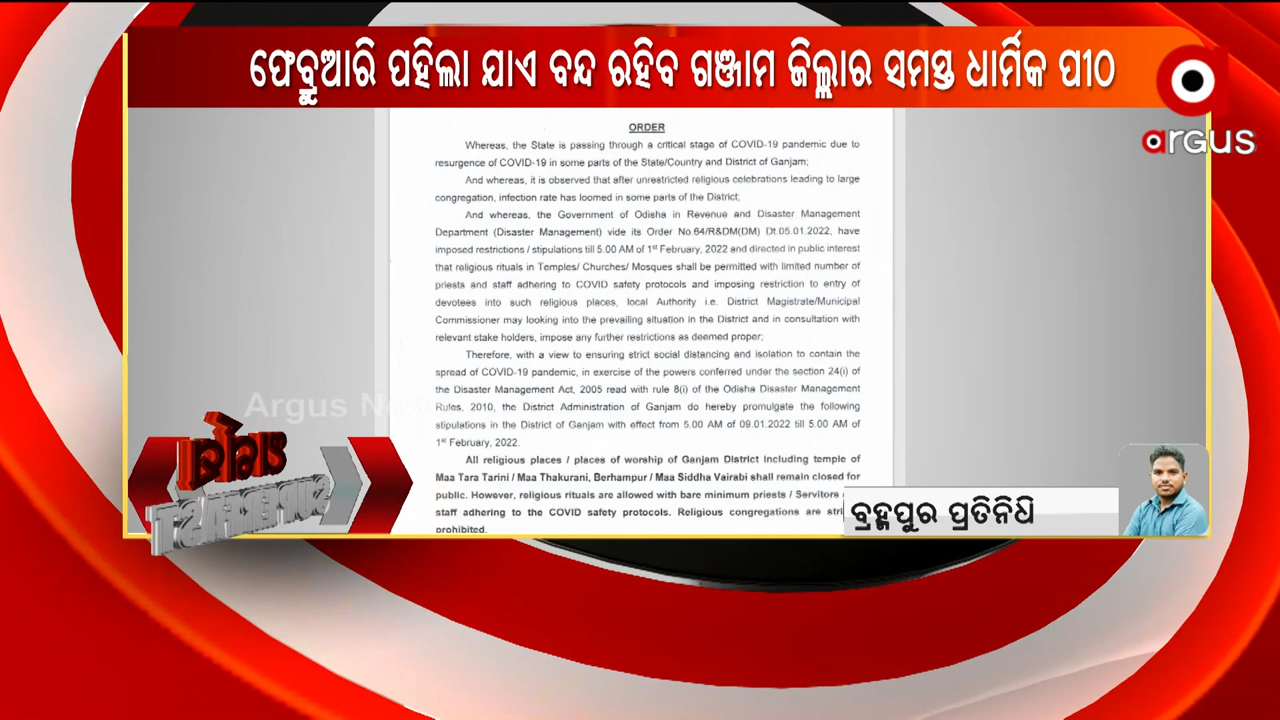 ଫେବୃଆରି ପହିଲା ଯାଏ ବନ୍ଦ ରହିବ ଗଞ୍ଜାମ ଜିଲ୍ଲାର ସମସ୍ତ ଧାର୍ମିକ ପୀଠ
argus
ORDER
Whereas, the State is passing through a critical stage of COVID-19 pandemic due to
resurgence of COVID-19 in some parts of the State/Country and District of Ganjam;
And whereas, it is observed that after unrestricted religious celebrations leading to large
congregation, infection rate has loomed in some parts of the District;
And whereas, the Government of Odisha in Revenue and Disaster Management
Department (Disaster Management) vide its Order No.64/R&DM(DM) Dt.05.01.2022, have
imposed restrictions / stipulations till 5.00 AM of 1st February, 2022 and directed in public interest
that religious rituals in Temples/ Churches/ Mosques shall be permitted with limited number of
priests and staff adhering to COVID safety protocols and imposing restriction to entry of
devotees into such religious places, local Authority i.e. District Magistrate/Municipal
Commissioner may looking into the prevailing situation in the District and in consultation with
relevant stake holders, impose any further restrictions as deemed proper;
Therefore, with a view to ensuring strict social distancing and isolation to contain the
spread of COVID-19 pandemic, in exercise of the powers conferred under the section 24(i) of
the Disaster Management Act, 2005 read with rule 8(i) of the Odisha Disaster Management
Rules, 2010, the District Administration of Ganjam do hereby promulgate the following
stipulations in the District of Ganjam with effect from 5.00 AM of 09.01.2022 till 5.00 AM of
1st February, 2022.
All religious places / places of worship of Ganjam District including temple of
Maa Tara Tarini / Maa Thakurani, Berhampur / Maa Siddha Vairabi shall remain closed for
public. However, religious rituals are allowed with bare minimum priests / Servitors
staff adhering to the COVID safety protocols. Religious congregations are
prohibited.
Argus
ବ୍ରହ୍ମପୁର ପ୍ରତିନିଧି